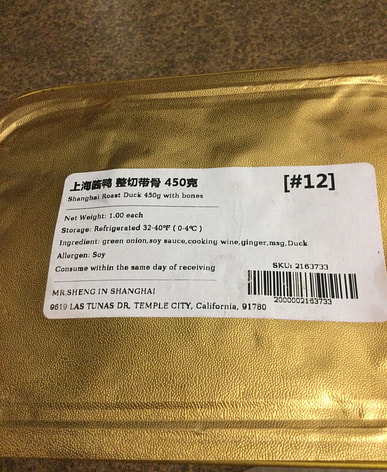 上海酱鸭 整切带骨 450克
[#12]
Shanghai Roast Duck 450g with bones
Net Weight: 1.00 each
Storage: Refrigerated 32-40ºF ( 0-4ºC )
Ingredient: green onion,soy sauce,cooking wine,ginger,msg,Duck
Allergen: Soy
Consume within the same day of receiving
SKU: 2163733
2000002163733
MR.SHENG IN SHANGHAI
9619 LAS TUNAS DR, TEMPLE CITY, California, 91780